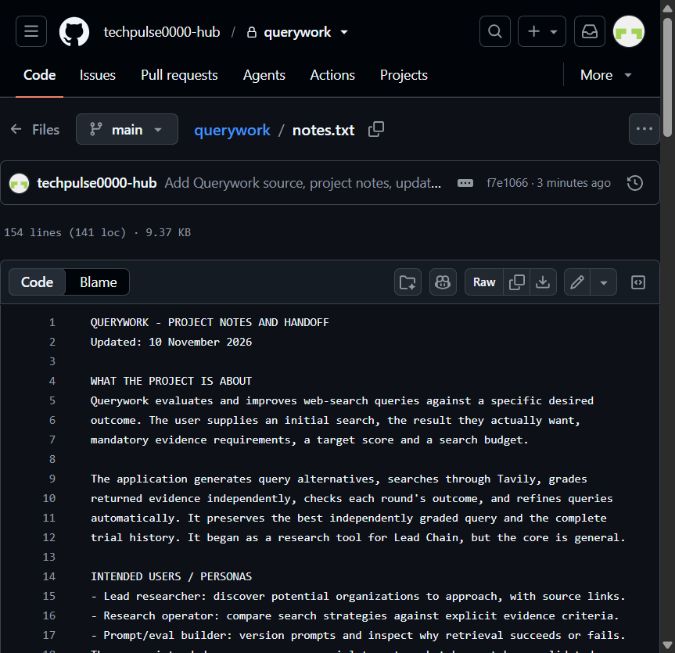 techpulse0000-hub / querywork
Code Issues Pull requests Agents Actions Projects More
Files main querywork / notes.txt
techpulse0000-hub Add Querywork source, project notes, updat... f7e1066 · 3 minutes ago
154 lines (141 loc) · 9.37 KB
Code Blame Raw
1 QUERYWORK - PROJECT NOTES AND HANDOFF
2 Updated: 10 November 2026
3
4 WHAT THE PROJECT IS ABOUT
5 Querywork evaluates and improves web-search queries against a specific desired
6 outcome. The user supplies an initial search, the result they actually want,
7 mandatory evidence requirements, a target score and a search budget.
8
9 The application generates query alternatives, searches through Tavily, grades
10 returned evidence independently, checks each round's outcome, and refines queries
11 automatically. It preserves the best independently graded query and the complete
12 trial history. It began as a research tool for Lead Chain, but the core is general.
13
14 INTENDED USERS / PERSONAS
15 - Lead researcher: discover potential organizations to approach, with source links.
16 - Research operator: compare search strategies against explicit evidence criteria.
17 - Prompt/eval builder: version prompts and inspect why retrieval succeeds or fails.